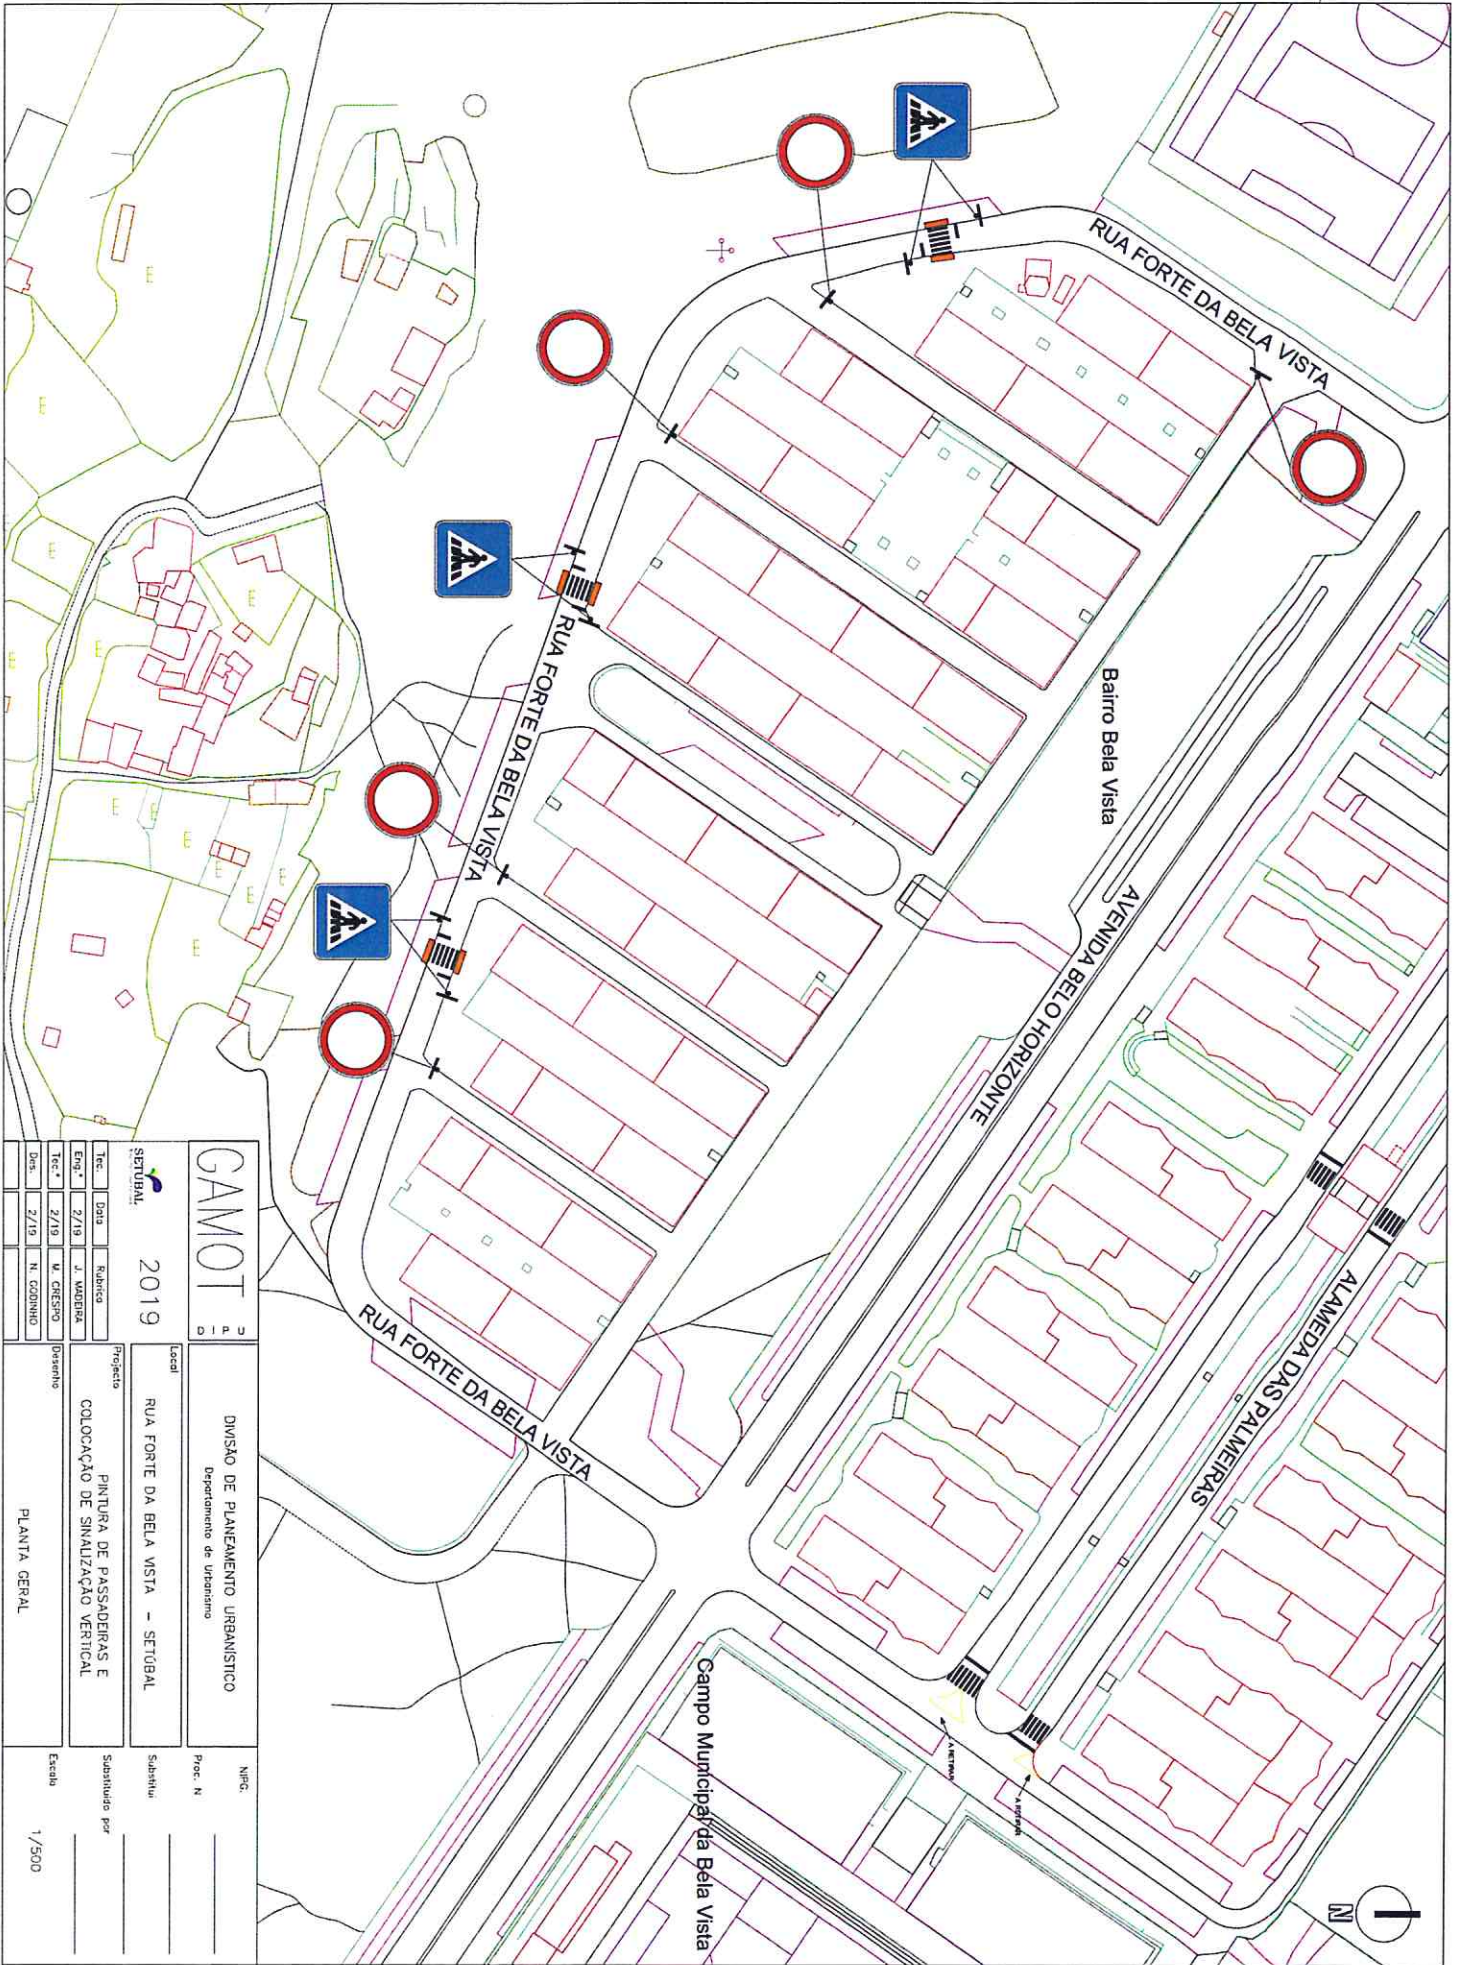 RUA FORTE DA BELA VISTA
RUA FORTE DA BELA VISTA
RUA FORTE DA BELA VISTA
Bairro Bela Vista
AVENIDA BELO HORIZONTE
ALAMEDA DAS PALMEIRAS
Campo Municipal da Bela Vista
A RETIRAR
A RETIRAR
N
E
E
E
E
E
E
E
E
E
E
E
GAMOT
D I P U
SETÚBAL
2019
Tec. Data Rubrica
Eng.º 2/19 J. MADEIRA
Tec.º 2/19 M. CRESPO
Des. 2/19 N. GODINHO
DIVISÃO DE PLANEAMENTO URBANÍSTICO
Departamento de Urbanismo
Local
RUA FORTE DA BELA VISTA - SETÚBAL
Projecto
PINTURA DE PASSADEIRAS E
COLOCAÇÃO DE SINALIZAÇÃO VERTICAL
Desenho
PLANTA GERAL
NIPG.
Proc. N
Substitui
Substituido por
Escala
1/500